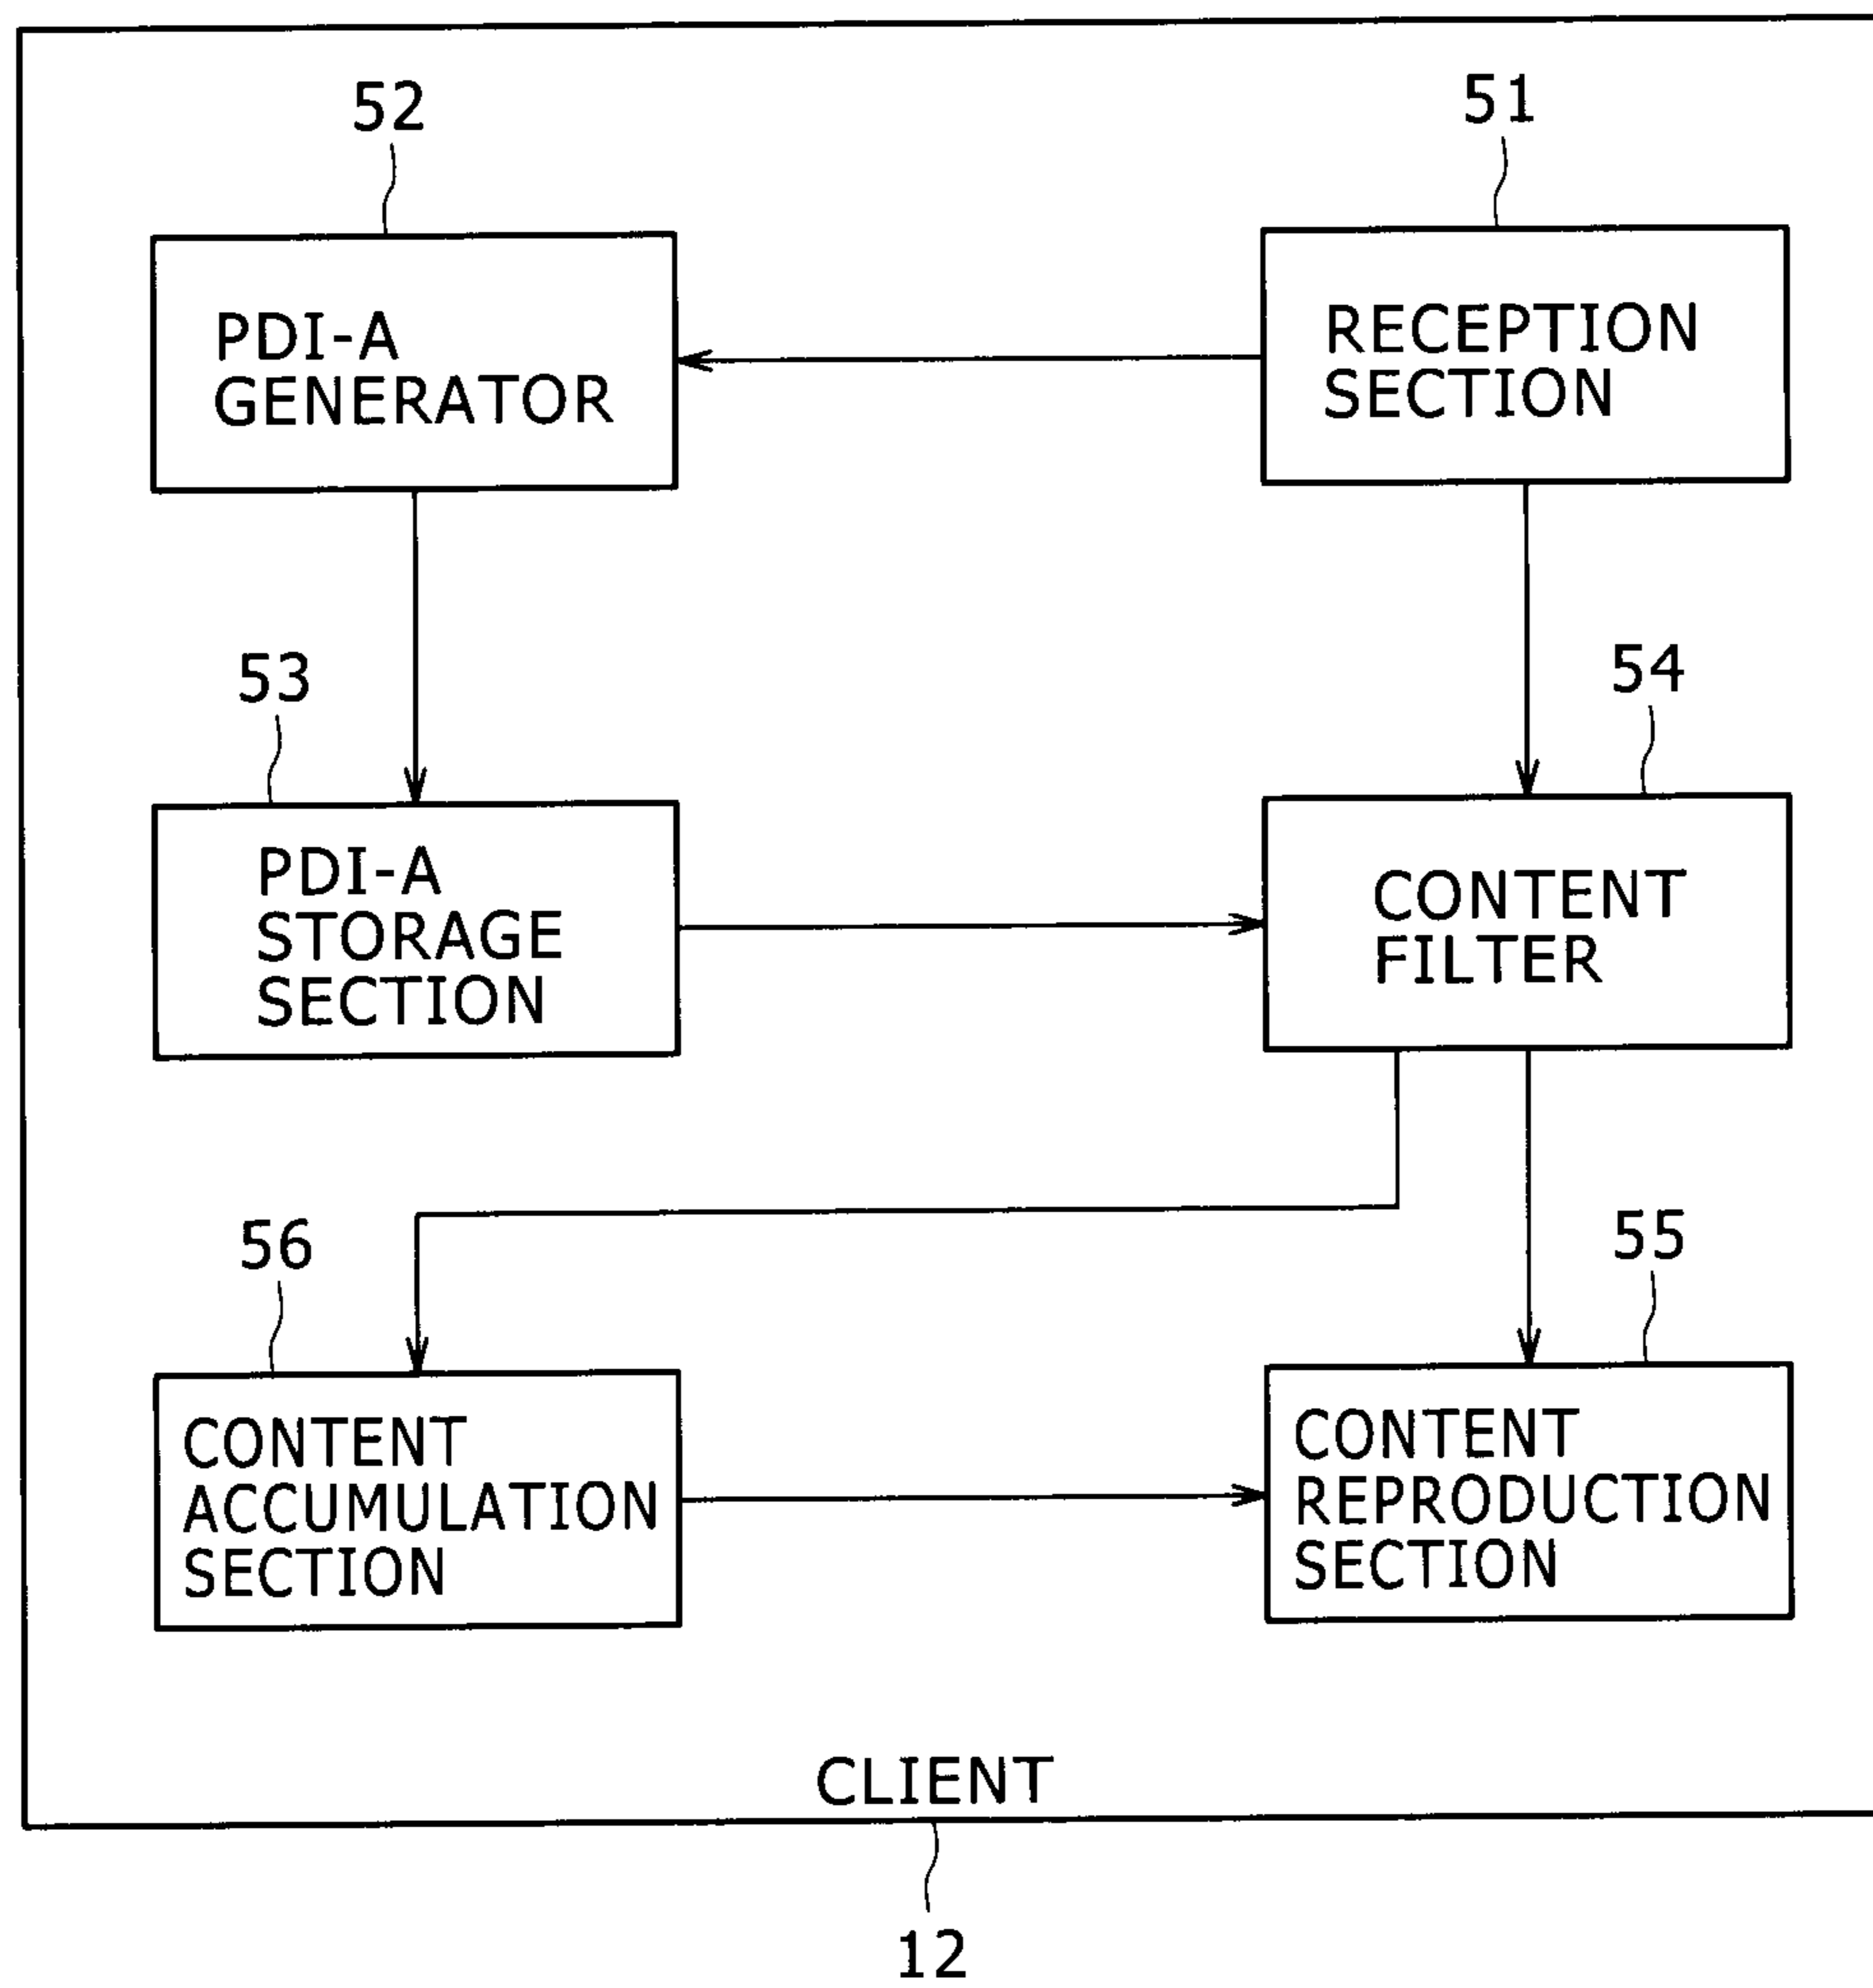 52
51
PDI-A
GENERATOR
RECEPTION
SECTION
53
54
PDI-A
STORAGE
SECTION
CONTENT
FILTER
56
55
CONTENT
ACCUMULATION
SECTION
CONTENT
REPRODUCTION
SECTION
CLIENT
12